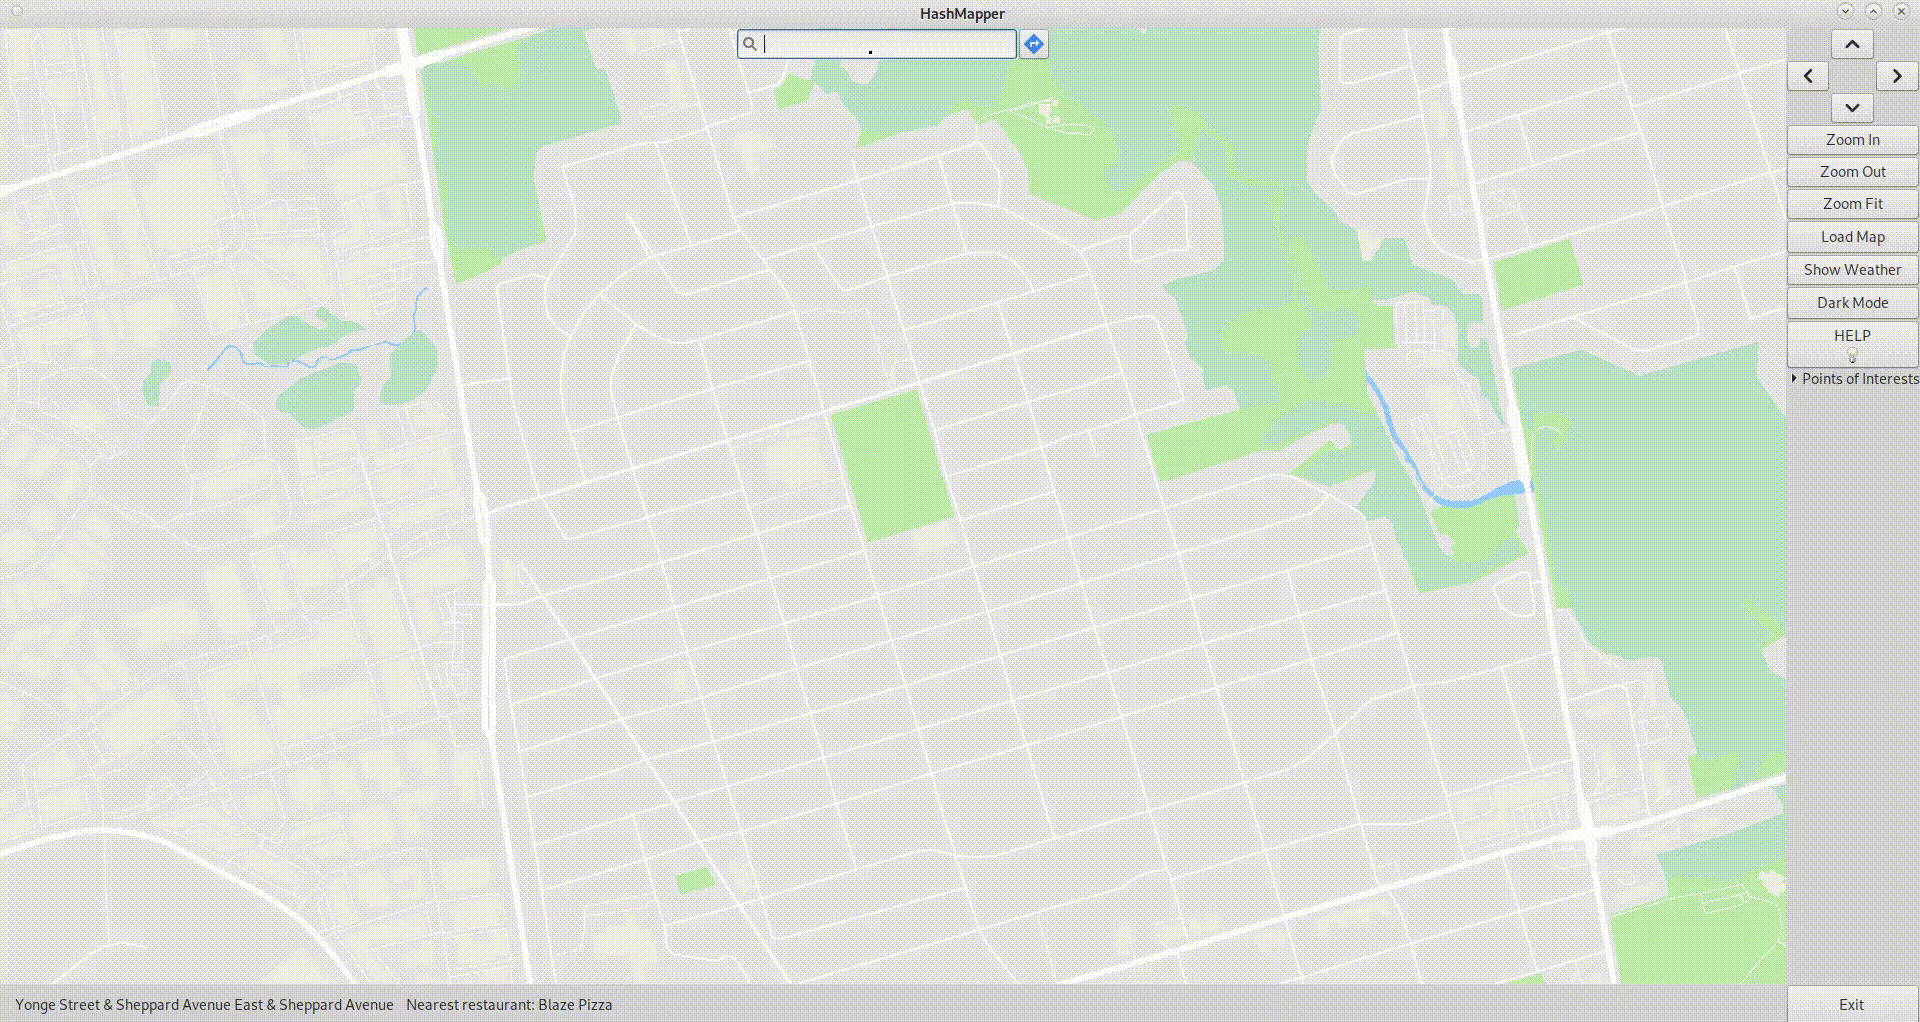 HashMapper
Zoom In
Zoom Out
Zoom Fit
Load Map
Show Weather
Dark Mode
HELP
Points of Interests
Yonge Street & Sheppard Avenue East & Sheppard Avenue Nearest restaurant: Blaze Pizza
Exit